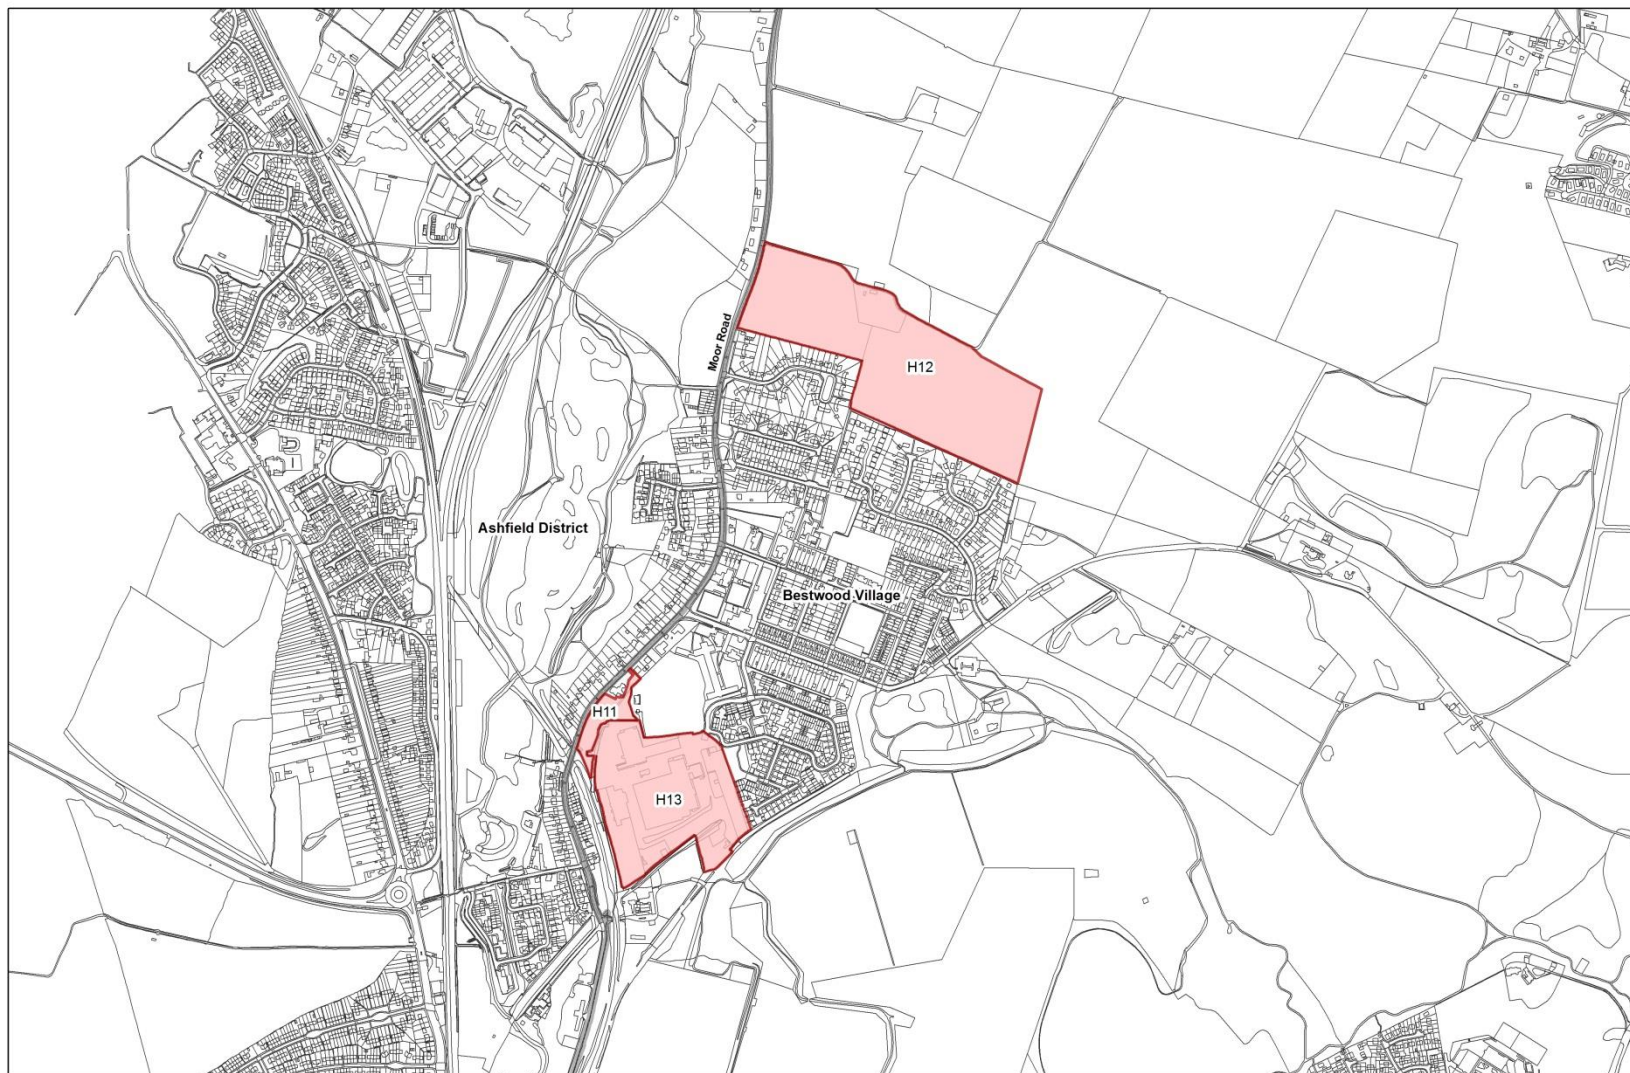 Moor Road
H12
Ashfield District
Bestwood Village
H11
H13